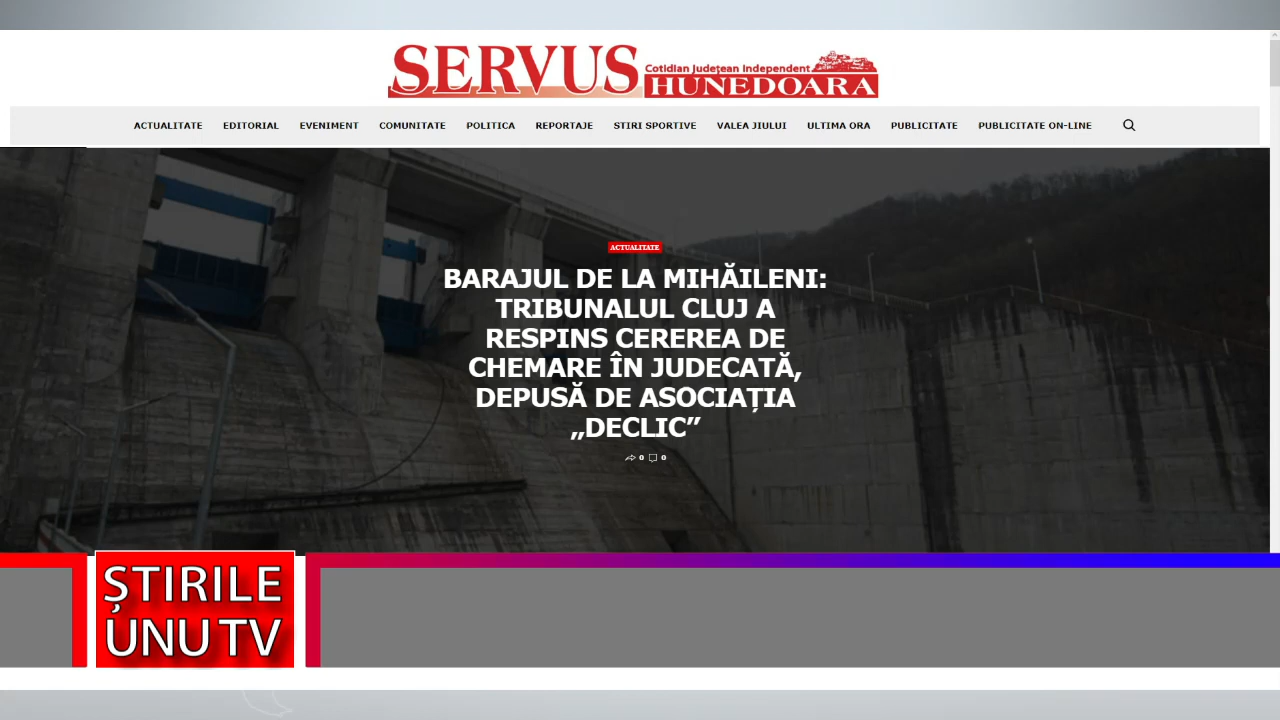 SERVUS
Cotidian Județean Independent
HUNEDOARA
ACTUALITATE EDITORIAL EVENIMENT COMUNITATE POLITICA REPORTAJE STIRI SPORTIVE VALEA JIULUI ULTIMA ORA PUBLICITATE PUBLICITATE ON-LINE
ACTUALITATE
BARAJUL DE LA MIHĂILENI:
TRIBUNALUL CLUJ A
RESPINS CEREREA DE
CHEMARE ÎN JUDECATĂ,
DEPUSĂ DE ASOCIAȚIA
„DECLIC”
0 0
ȘTIRILE
UNU TV